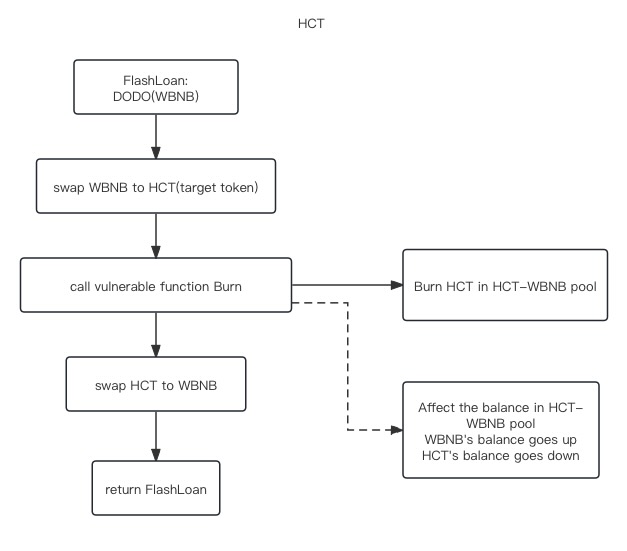 HCT
FlashLoan:
DODO(WBNB)
swap WBNB to HCT(target token)
call vulnerable function Burn
Burn HCT in HCT-WBNB pool
swap HCT to WBNB
Affect the balance in HCT-
WBNB pool
WBNB's balance goes up
HCT's balance goes down
return FlashLoan